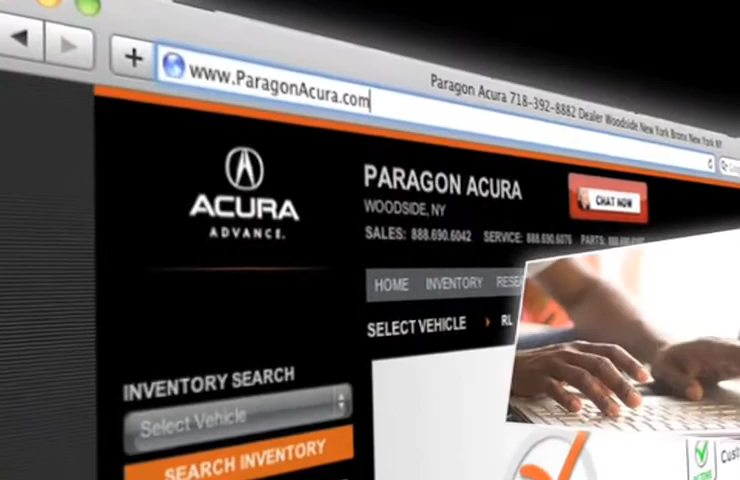 Paragon Acura 718-392-8882 Dealer Woodside New York Bronx New York NY
www.ParagonAcura.com
ACURA
ADVANCE.
PARAGON ACURA
WOODSIDE, NY
CHAT NOW
SALES: 888.690.6042 SERVICE: 888.690.6076 PARTS:
HOME INVENTORY
SELECT VEHICLE RL
INVENTORY SEARCH
Select Vehicle
SEARCH INVENTORY